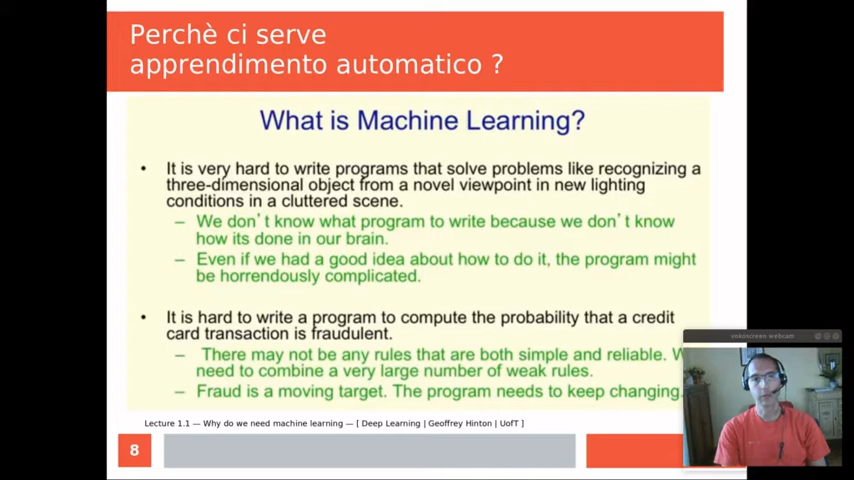 Perchè ci serve
apprendimento automatico ?
What is Machine Learning?
• It is very hard to write programs that solve problems like recognizing a
three-dimensional object from a novel viewpoint in new lighting
conditions in a cluttered scene.
– We don't know what program to write because we don't know
how its done in our brain.
– Even if we had a good idea about how to do it, the program might
be horrendously complicated.
• It is hard to write a program to compute the probability that a credit
card transaction is fraudulent.
– There may not be any rules that are both simple and reliable.
need to combine a very large number of weak rules.
– Fraud is a moving target. The program needs to keep changing.
Lecture 1.1 — Why do we need machine learning — [ Deep Learning | Geoffrey Hinton | UofT ]
8
vokoscreen-webcam